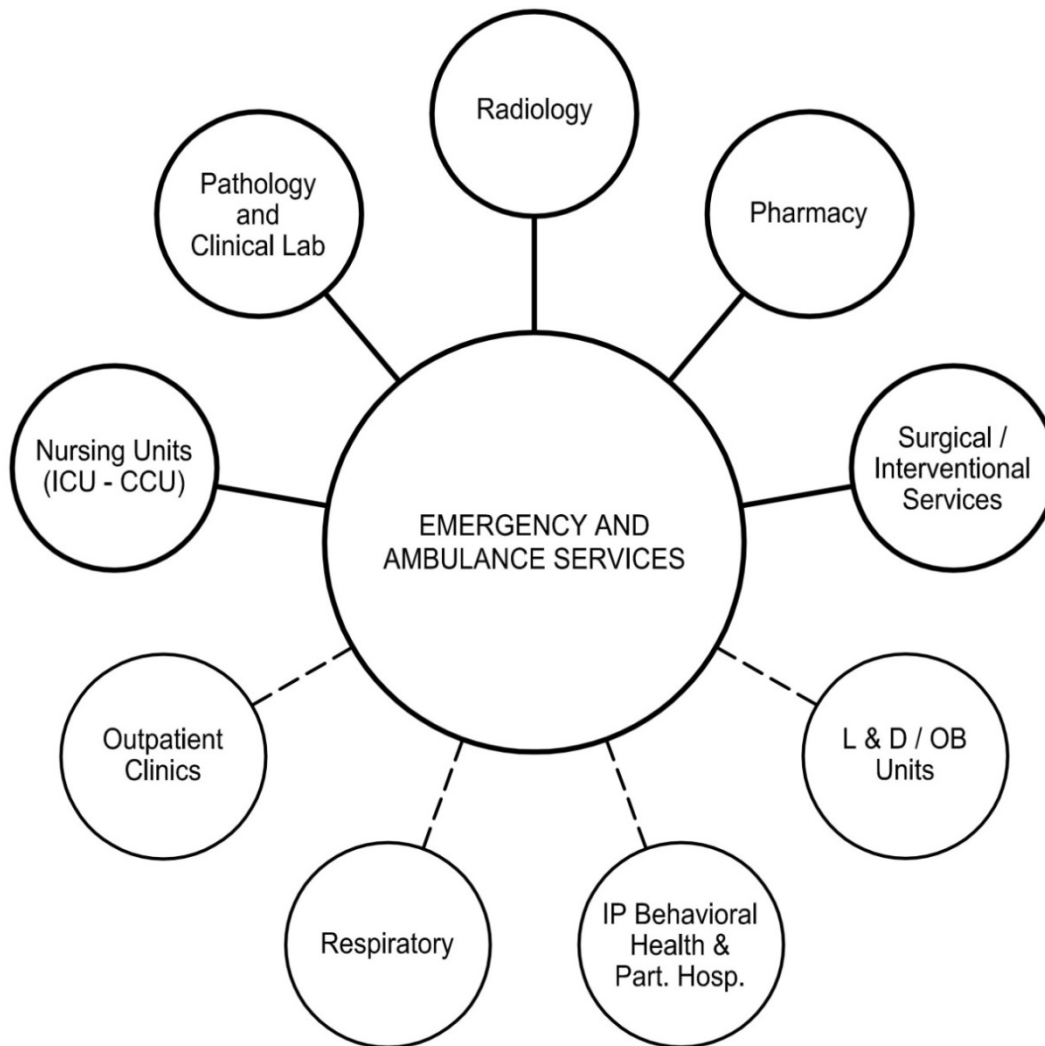 Radiology
Pathology
and
Clinical Lab
Pharmacy
Nursing Units
(ICU - CCU)
Surgical /
Interventional
Services
EMERGENCY AND
AMBULANCE SERVICES
Outpatient
Clinics
L & D / OB
Units
Respiratory
IP Behavioral
Health &
Part. Hosp.